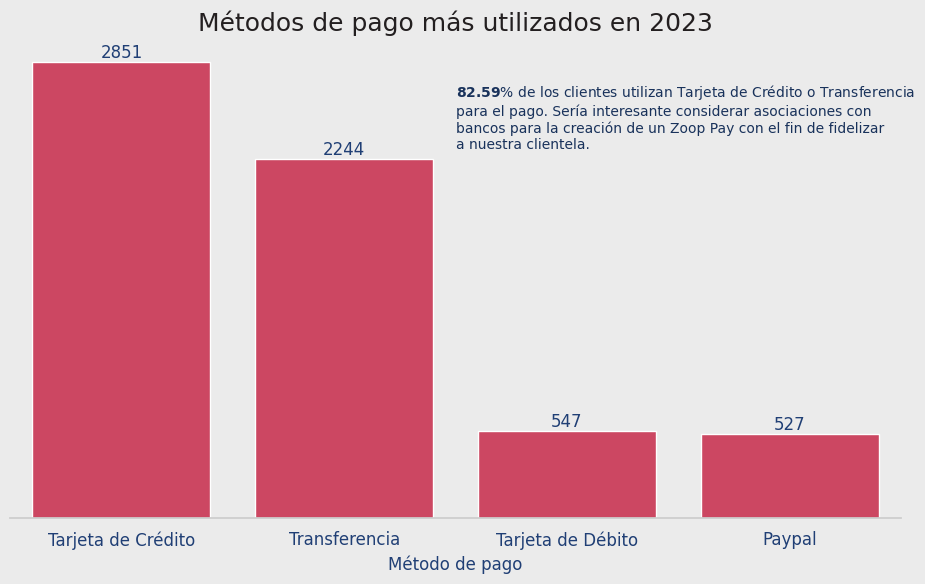 Métodos de pago más utilizados en 2023
2851
2244
547
527
82.59% de los clientes utilizan Tarjeta de Crédito o Transferencia
para el pago. Sería interesante considerar asociaciones con
bancos para la creación de un Zoop Pay con el fin de fidelizar
a nuestra clientela.
Tarjeta de Crédito Transferencia Tarjeta de Débito Paypal
Método de pago